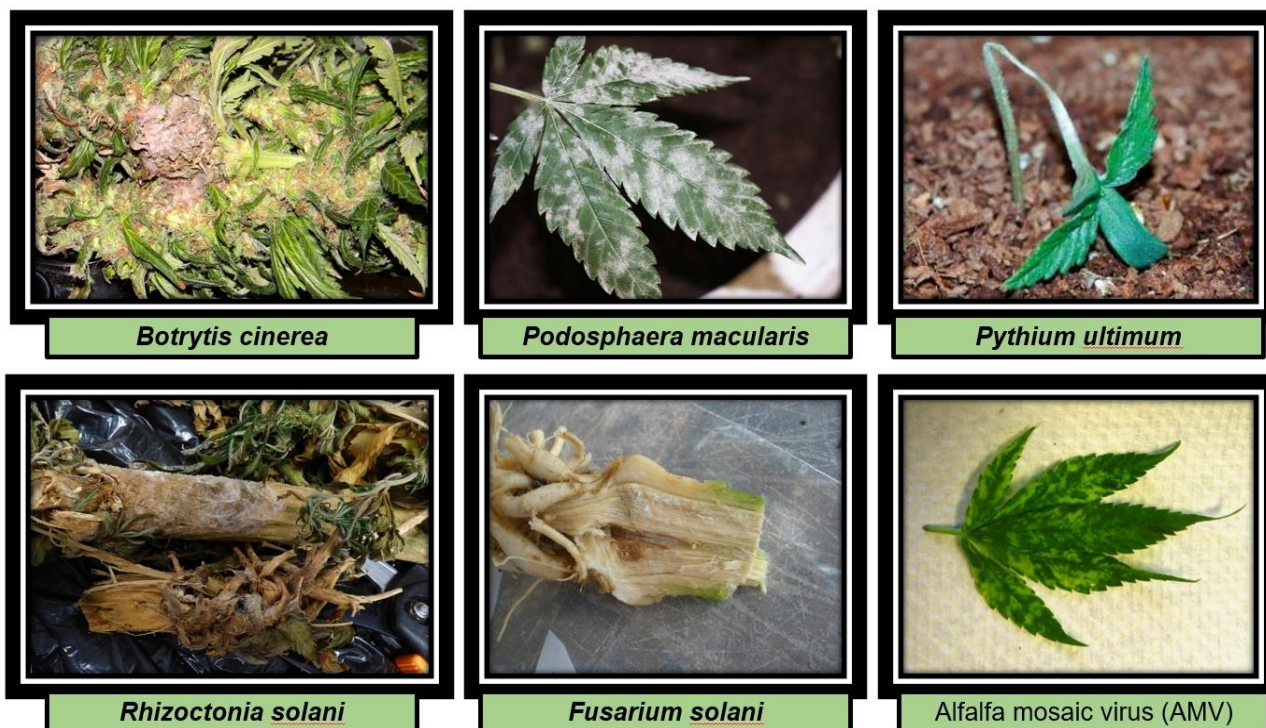 Botrytis cinerea
Podosphaera macularis
Pythium ultimum
Rhizoctonia solani
Fusarium solani
Alfalfa mosaic virus (AMV)